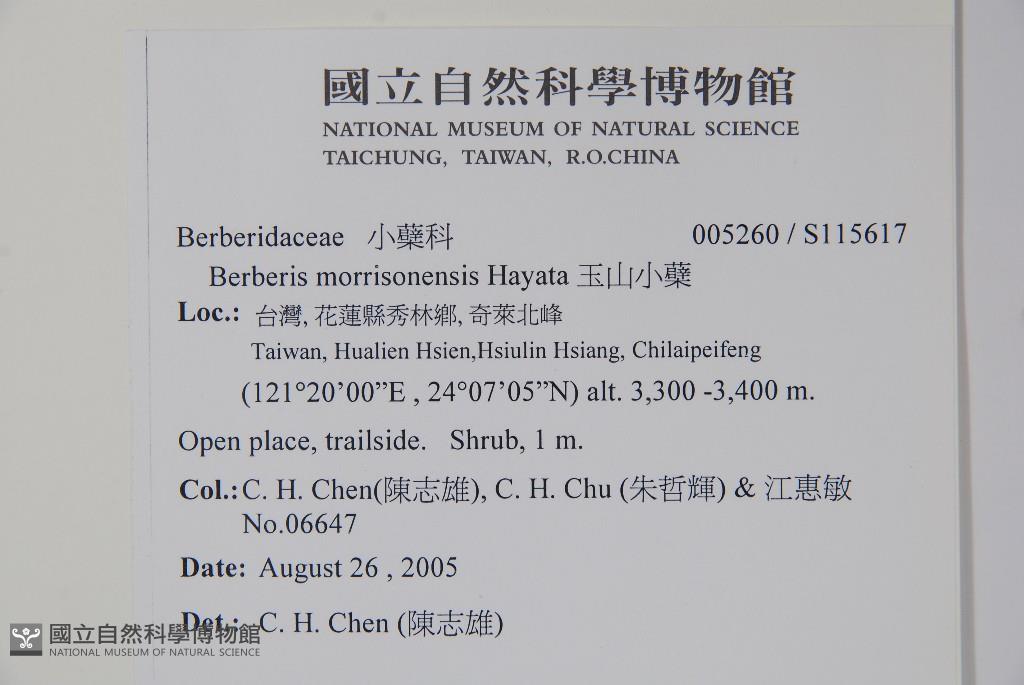 國立自然科學博物館
NATIONAL MUSEUM OF NATURAL SCIENCE
TAICHUNG, TAIWAN, R.O.CHINA
Berberidaceae 小蘗科 005260 / S115617
Berberis morrisonensis Hayata 玉山小蘗
Loc.: 台灣, 花蓮縣秀林鄉, 奇萊北峰
Taiwan, Hualien Hsien,Hsiulin Hsiang, Chilaipeifeng
(121°20’00”E , 24°07’05”N) alt. 3,300 -3,400 m.
Open place, trailside. Shrub, 1 m.
Col.: C. H. Chen(陳志雄), C. H. Chu (朱哲輝) & 江惠敏
No.06647
Date: August 26 , 2005
Det.: C. H. Chen (陳志雄)
國立自然科學博物館
NATIONAL MUSEUM OF NATURAL SCIENCE